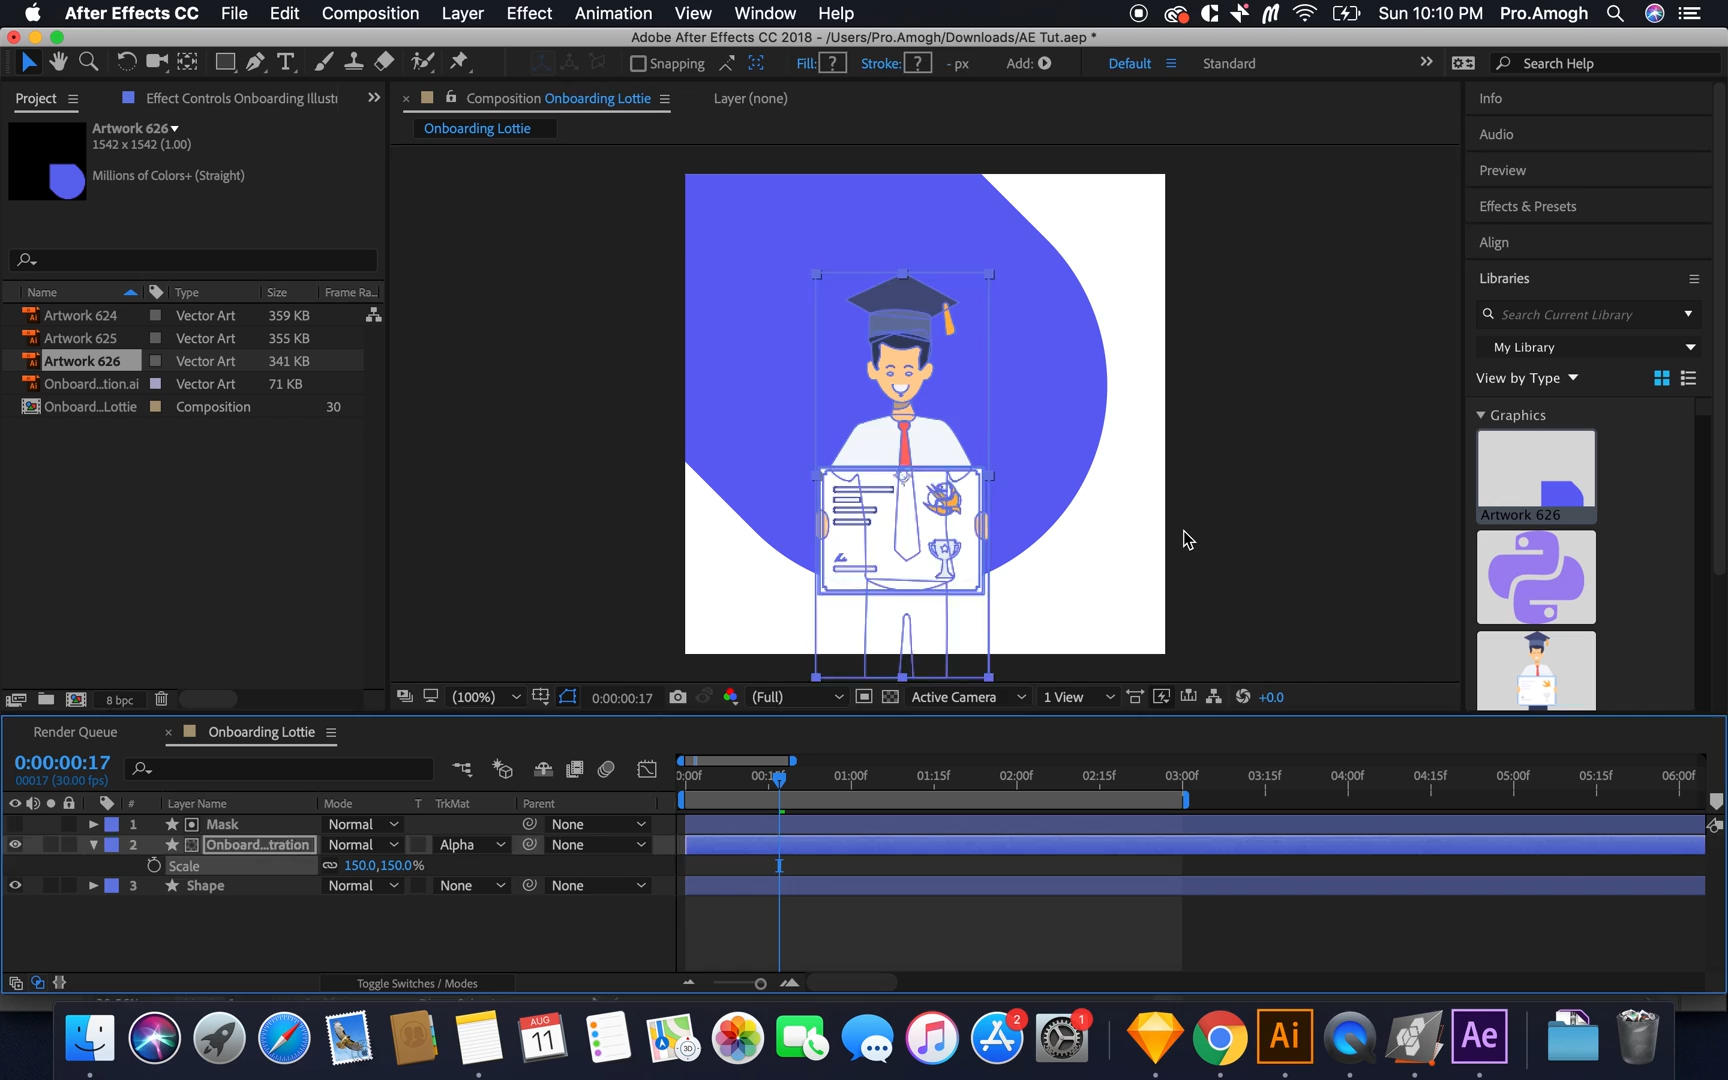 After Effects CC File Edit Composition Layer Effect Animation View Window Help Sun 10:10 PM Pro.Amogh
Adobe After Effects CC 2018 - /Users/Pro.Amogh/Downloads/AE Tut.aep *
Snapping Fill: ? Stroke: ? - px Add: Default Standard Search Help
Project Effect Controls Onboarding Illustr
Composition Onboarding Lottie Layer (none)
Onboarding Lottie
Artwork 626
1542 x 1542 (1.00)
Millions of Colors+ (Straight)
Name Type Size Frame Ra...
Artwork 624 Vector Art 359 KB
Artwork 625 Vector Art 355 KB
Artwork 626 Vector Art 341 KB
Onboard...tion.ai Vector Art 71 KB
Onboard...Lottie Composition 30
8 bpc
(100%) 0:00:00:17 (Full) Active Camera 1 View +0.0
Info
Audio
Preview
Effects & Presets
Align
Libraries
Search Current Library
My Library
View by Type
Graphics
Artwork 626
Render Queue Onboarding Lottie
0:00:00:17
00017 (30.00 fps)
# Layer Name Mode T TrkMat Parent
00:15f 01:00f 01:15f 02:00f 02:15f 03:00f 03:15f 04:00f 04:15f 05:00f 05:15f 06:00f
1 Mask Normal None
2 Onboard...tration Normal Alpha None
Scale 150.0,150.0%
3 Shape Normal None None
Toggle Switches / Modes
AUG
11
3D
2
1
Ai
Ae